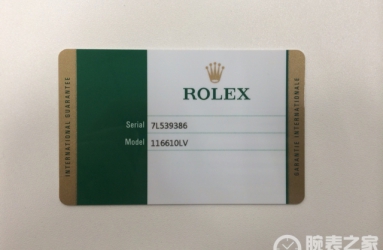 INTERNATIONAL GUARANTEE
ROLEX
Serial 7L539386
Model 116610LV
GARANTIE INTERNATIONALE
腕表之家